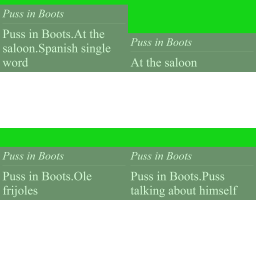 Puss in Boots
Puss in Boots.At the
saloon.Spanish single
word
Puss in Boots
At the saloon
Puss in Boots
Puss in Boots.Ole
frijoles
Puss in Boots
Puss in Boots.Puss
talking about himself